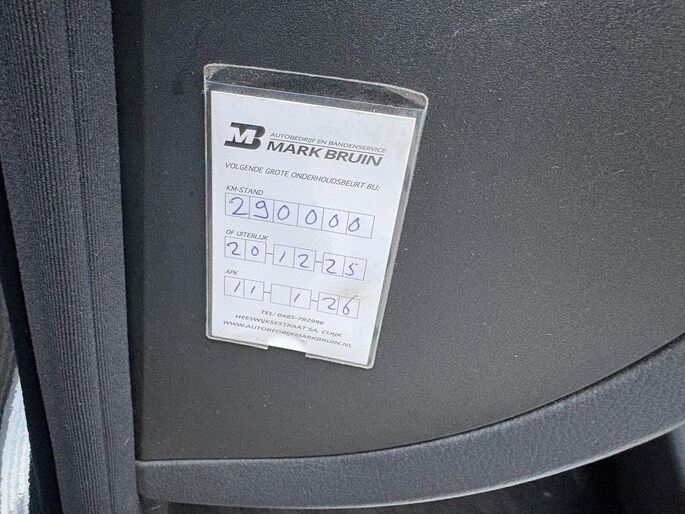 MB
AUTOBEDRIJF EN BANDENSERVICE
MARK BRUIN
VOLGENDE GROTE ONDERHOUDSBEURT BIJ:
KM-STAND
290000
OF UITERLIJK
20-12-25
APK
11-1-26
TEL: 0485-782996
HEESWIJKSESTRAAT 5A, CUIJK
WWW.AUTOBEDRIJFMARKBRUIN.NL